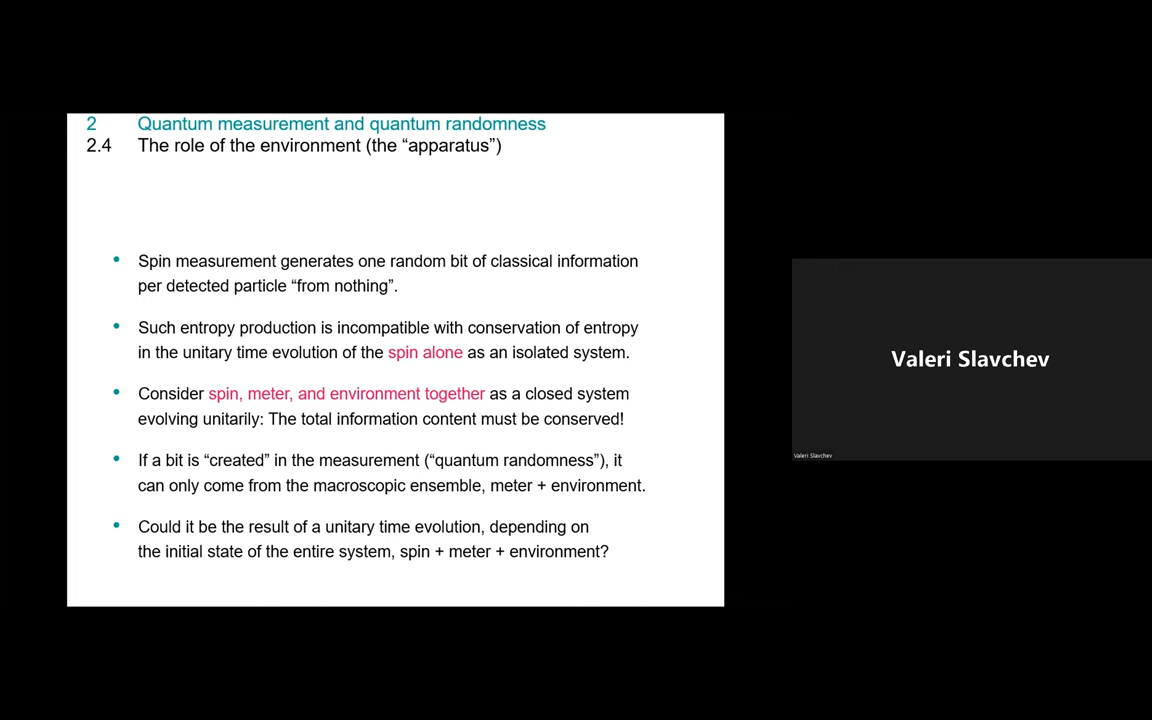 2 Quantum measurement and quantum randomness
2.4 The role of the environment (the “apparatus”)
• Spin measurement generates one random bit of classical information
per detected particle “from nothing”.
• Such entropy production is incompatible with conservation of entropy
in the unitary time evolution of the spin alone as an isolated system.
• Consider spin, meter, and environment together as a closed system
evolving unitarily: The total information content must be conserved!
• If a bit is “created” in the measurement (“quantum randomness”), it
can only come from the macroscopic ensemble, meter + environment.
• Could it be the result of a unitary time evolution, depending on
the initial state of the entire system, spin + meter + environment?
Valeri Slavchev
Valeri Slavchev